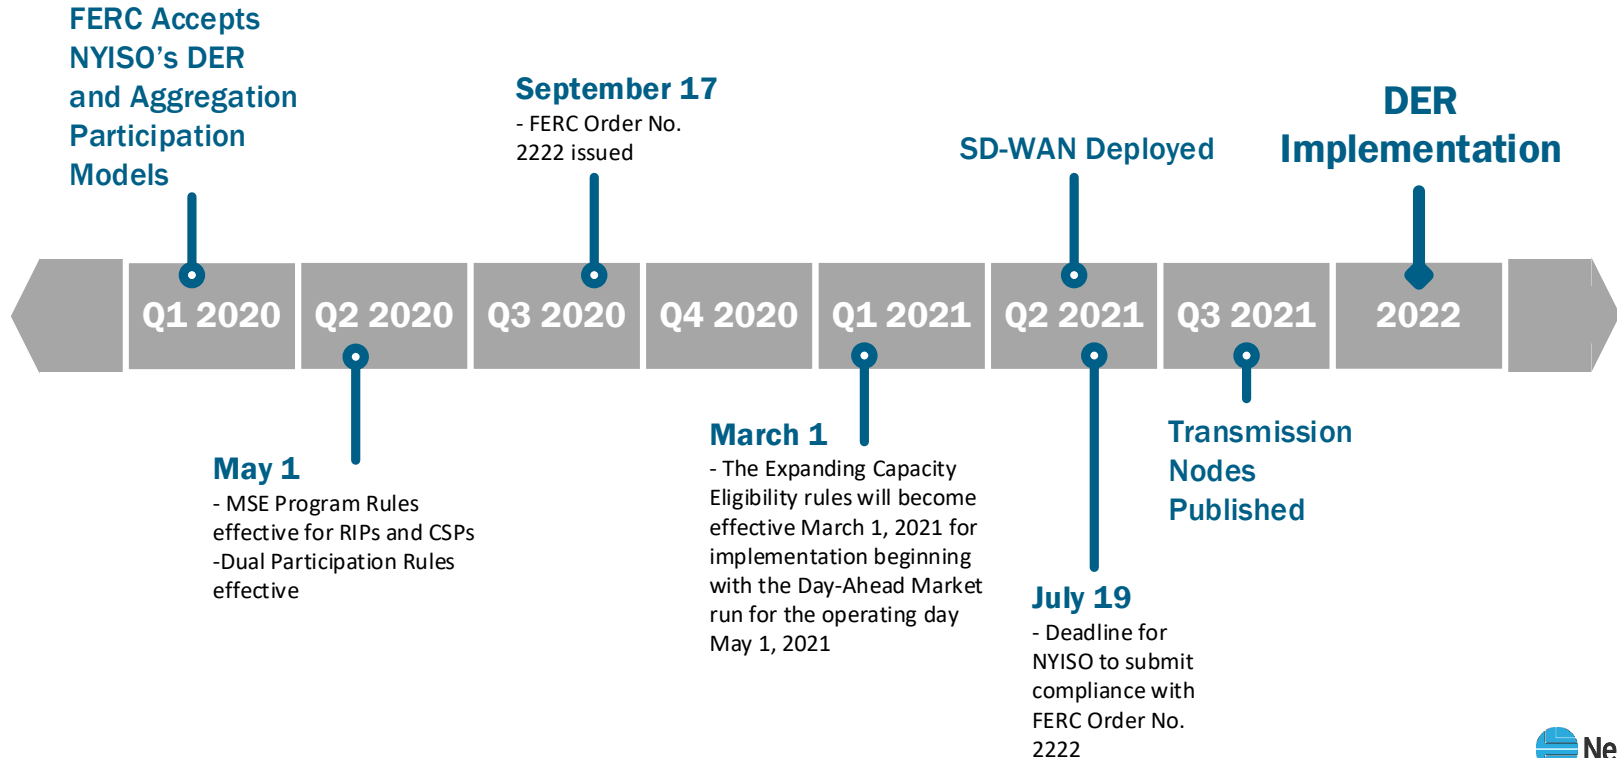 FERC Accepts
NYISO's DER
and Aggregation
Participation
Models
September 17
- FERC Order No.
2222 issued
SD-WAN Deployed
DER
Implementation
Q1 2020
Q2 2020
Q3 2020
Q4 2020
Q1 2021
Q2 2021
Q3 2021
2022
May 1
- MSE Program Rules
effective for RIPs and CSPs
-Dual Participation Rules
effective
March 1
- The Expanding Capacity
Eligibility rules will become
effective March 1, 2021 for
implementation beginning
with the Day-Ahead Market
run for the operating day
May 1, 2021
July 19
- Deadline for
NYISO to submit
compliance with
FERC Order No.
2222
Transmission
Nodes
Published